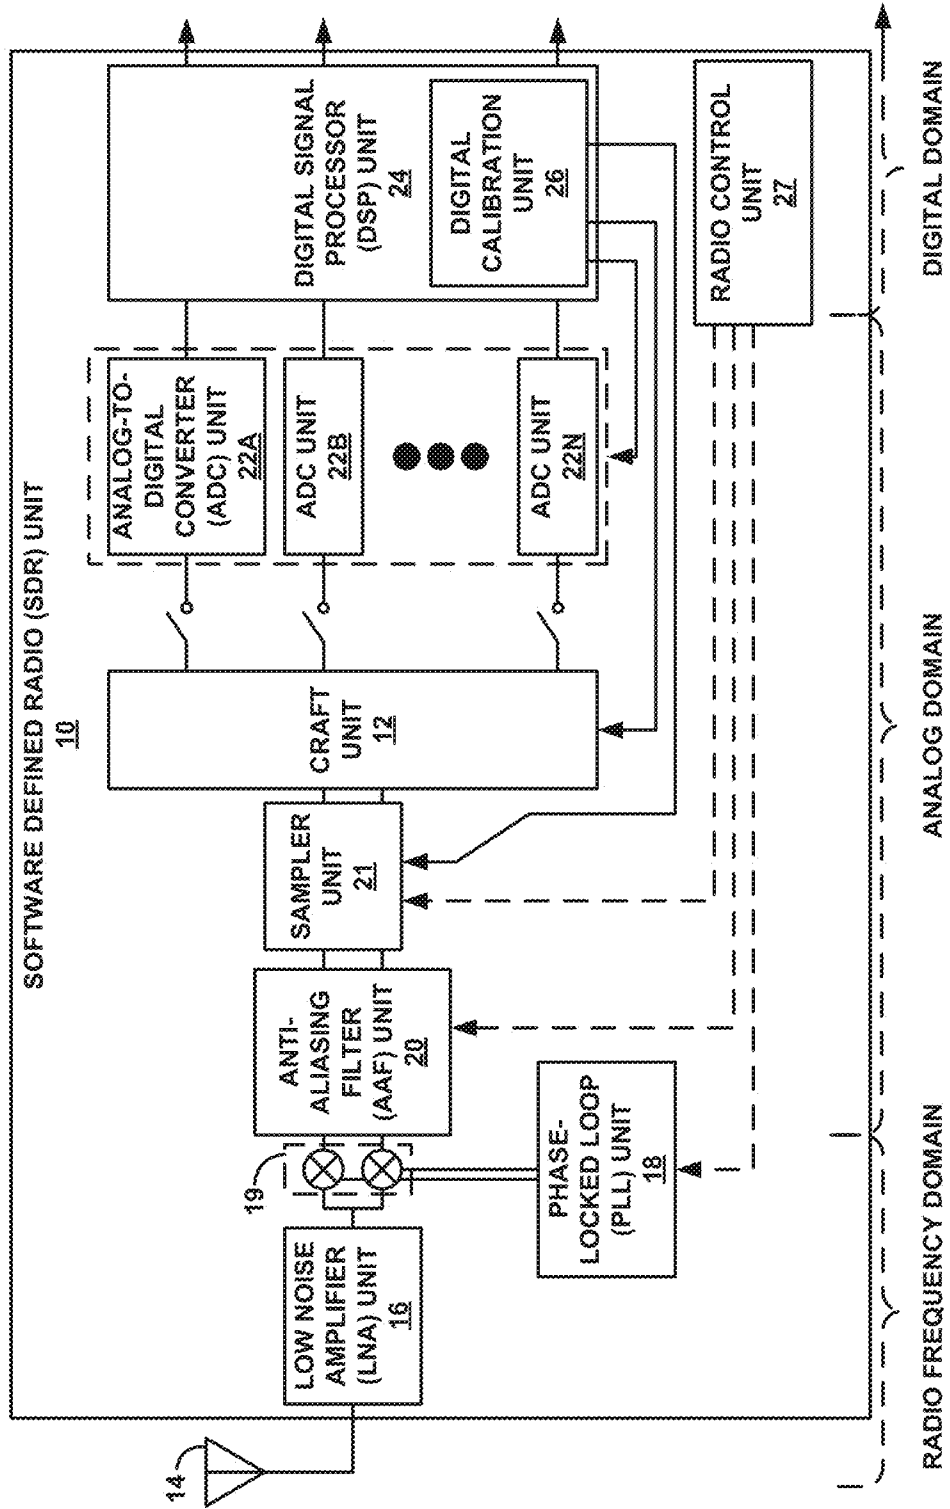 SOFTWARE DEFINED RADIO (SDR) UNIT
10
14
LOW NOISE
AMPLIFIER
(LNA) UNIT
16
19
PHASE-
LOCKED LOOP
(PLL) UNIT
18
ANTI-
ALIASING
FILTER
(AAF) UNIT
20
SAMPLER
UNIT
21
CRAFT
UNIT
12
ANALOG-TO-
DIGITAL
CONVERTER
(ADC) UNIT
22A
ADC UNIT
22B
ADC UNIT
22N
DIGITAL SIGNAL
PROCESSOR
(DSP) UNIT
24
DIGITAL
CALIBRATION
UNIT
26
RADIO CONTROL
UNIT
27
RADIO FREQUENCY DOMAIN
ANALOG DOMAIN
DIGITAL DOMAIN